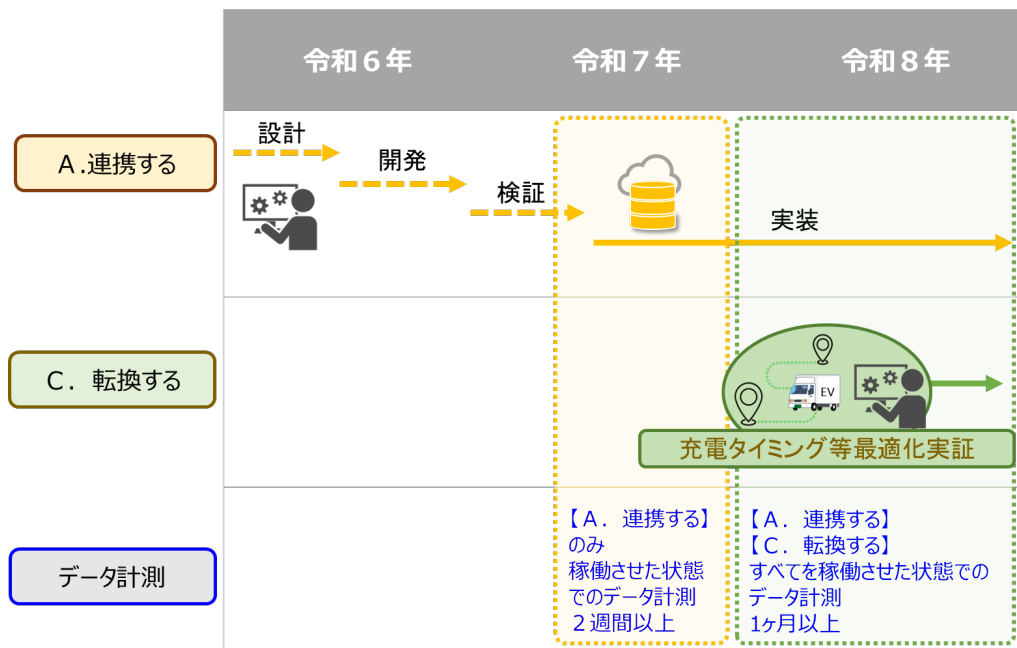 令和６年
令和７年
令和８年
Ａ.連携する
設計
開発
検証
実装
Ｃ．転換する
EV
充電タイミング等最適化実証
データ計測
【Ａ．連携する】
のみ
稼働させた状態
でのデータ計測
２週間以上
【Ａ．連携する】
【Ｃ．転換する】
すべてを稼働させた状態での
データ計測
1ヶ月以上